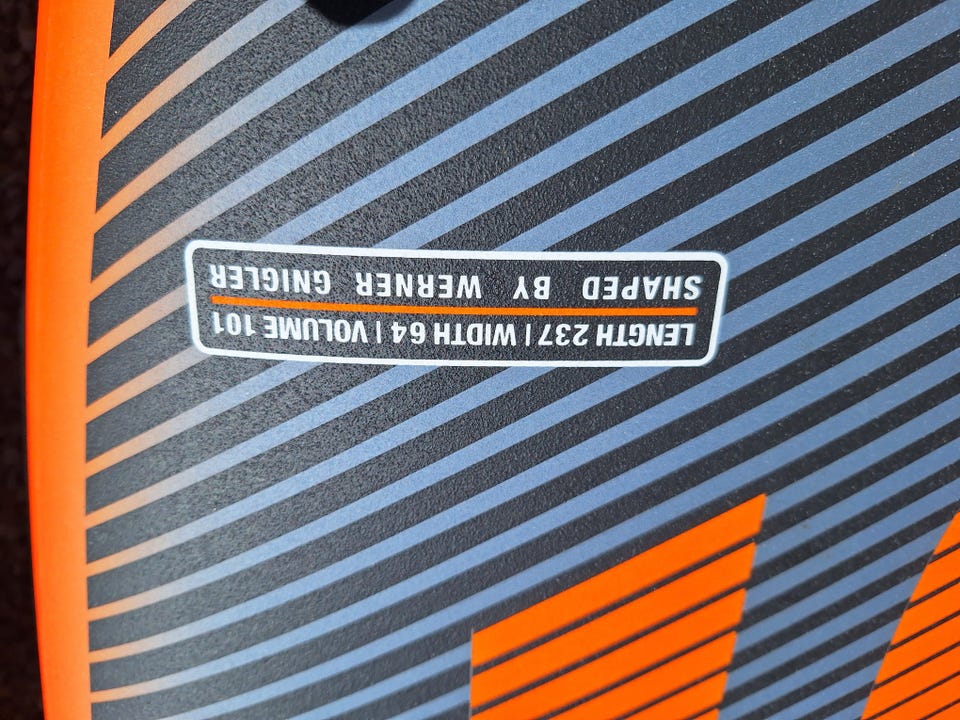 LENGTH 237 | WIDTH 64 | VOLUME 101
SHAPED BY WERNER GNIGLER